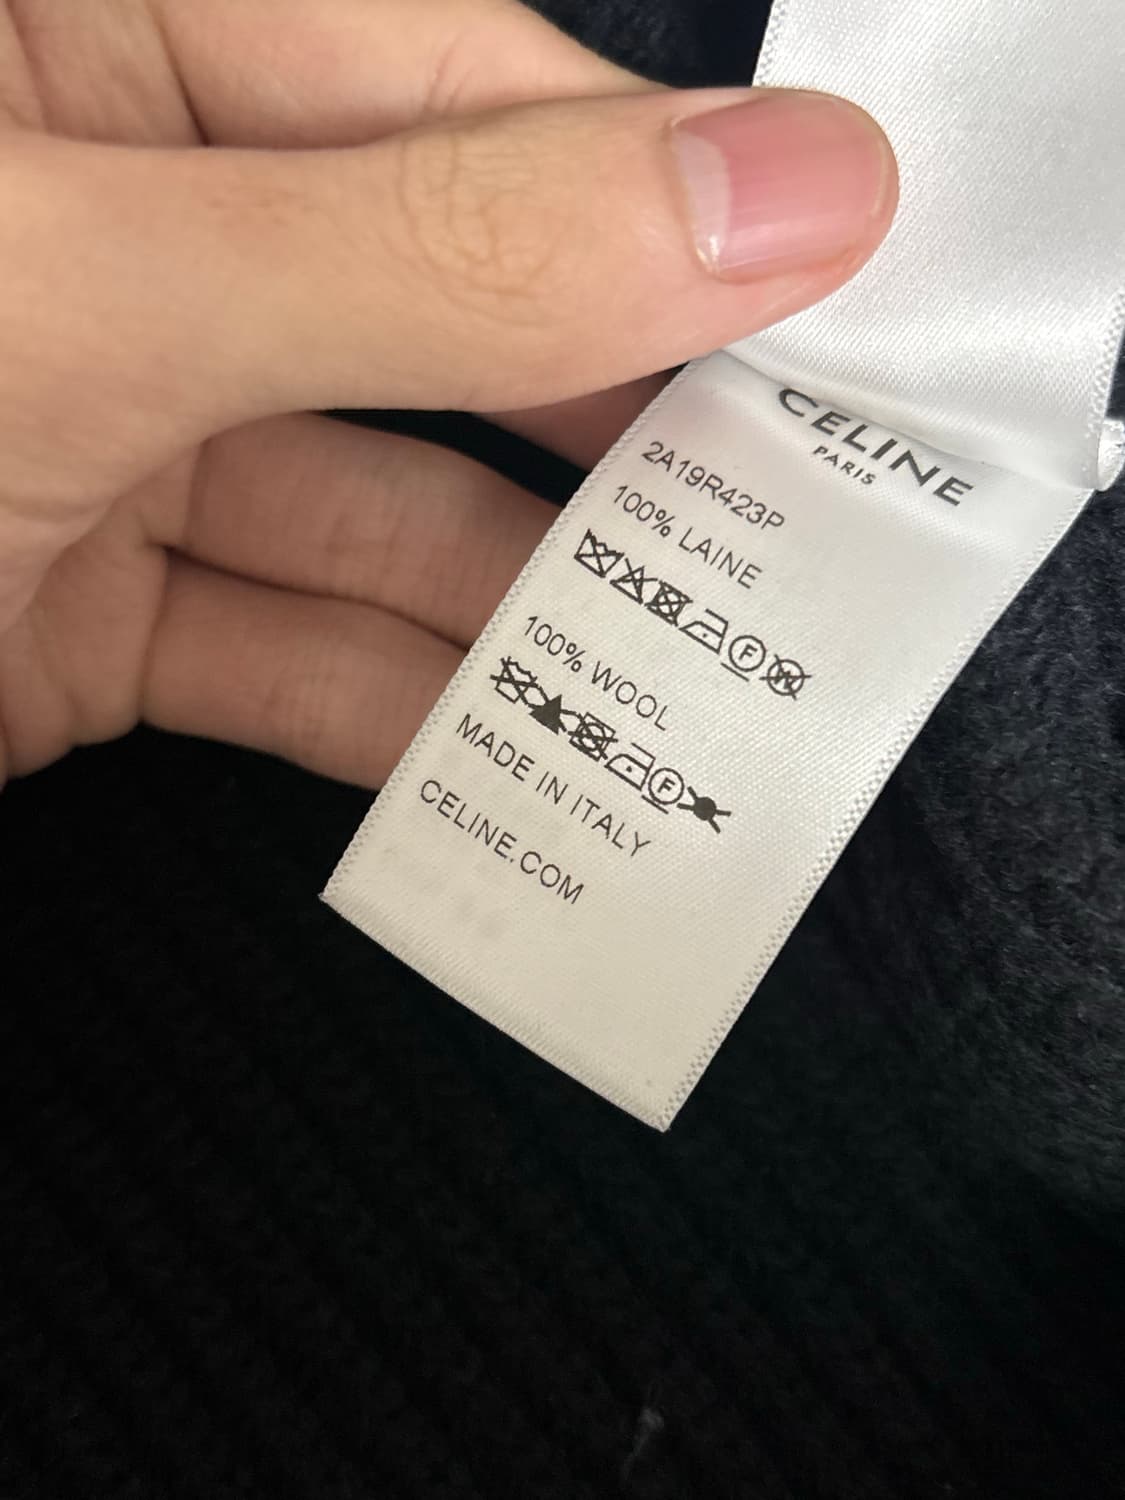 CELINE
PARIS
2A19R423P
100% LAINE
F W
100% WOOL
F
MADE IN ITALY
CELINE.COM